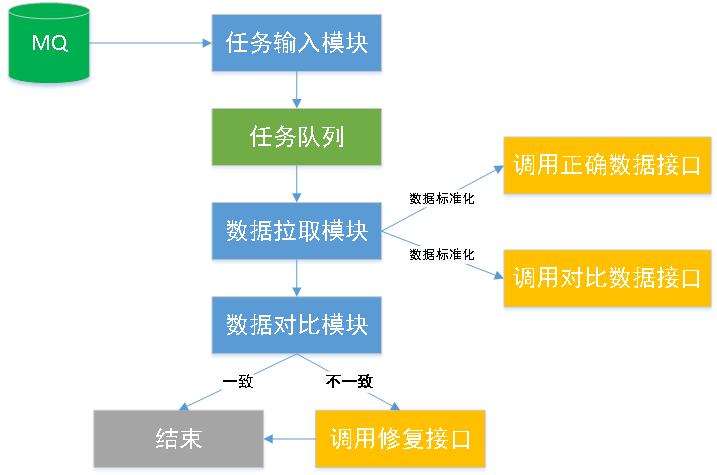 MQ
任务输入模块
任务队列
调用正确数据接口
数据标准化
数据拉取模块
数据标准化
调用对比数据接口
数据对比模块
一致
不一致
结束
调用修复接口